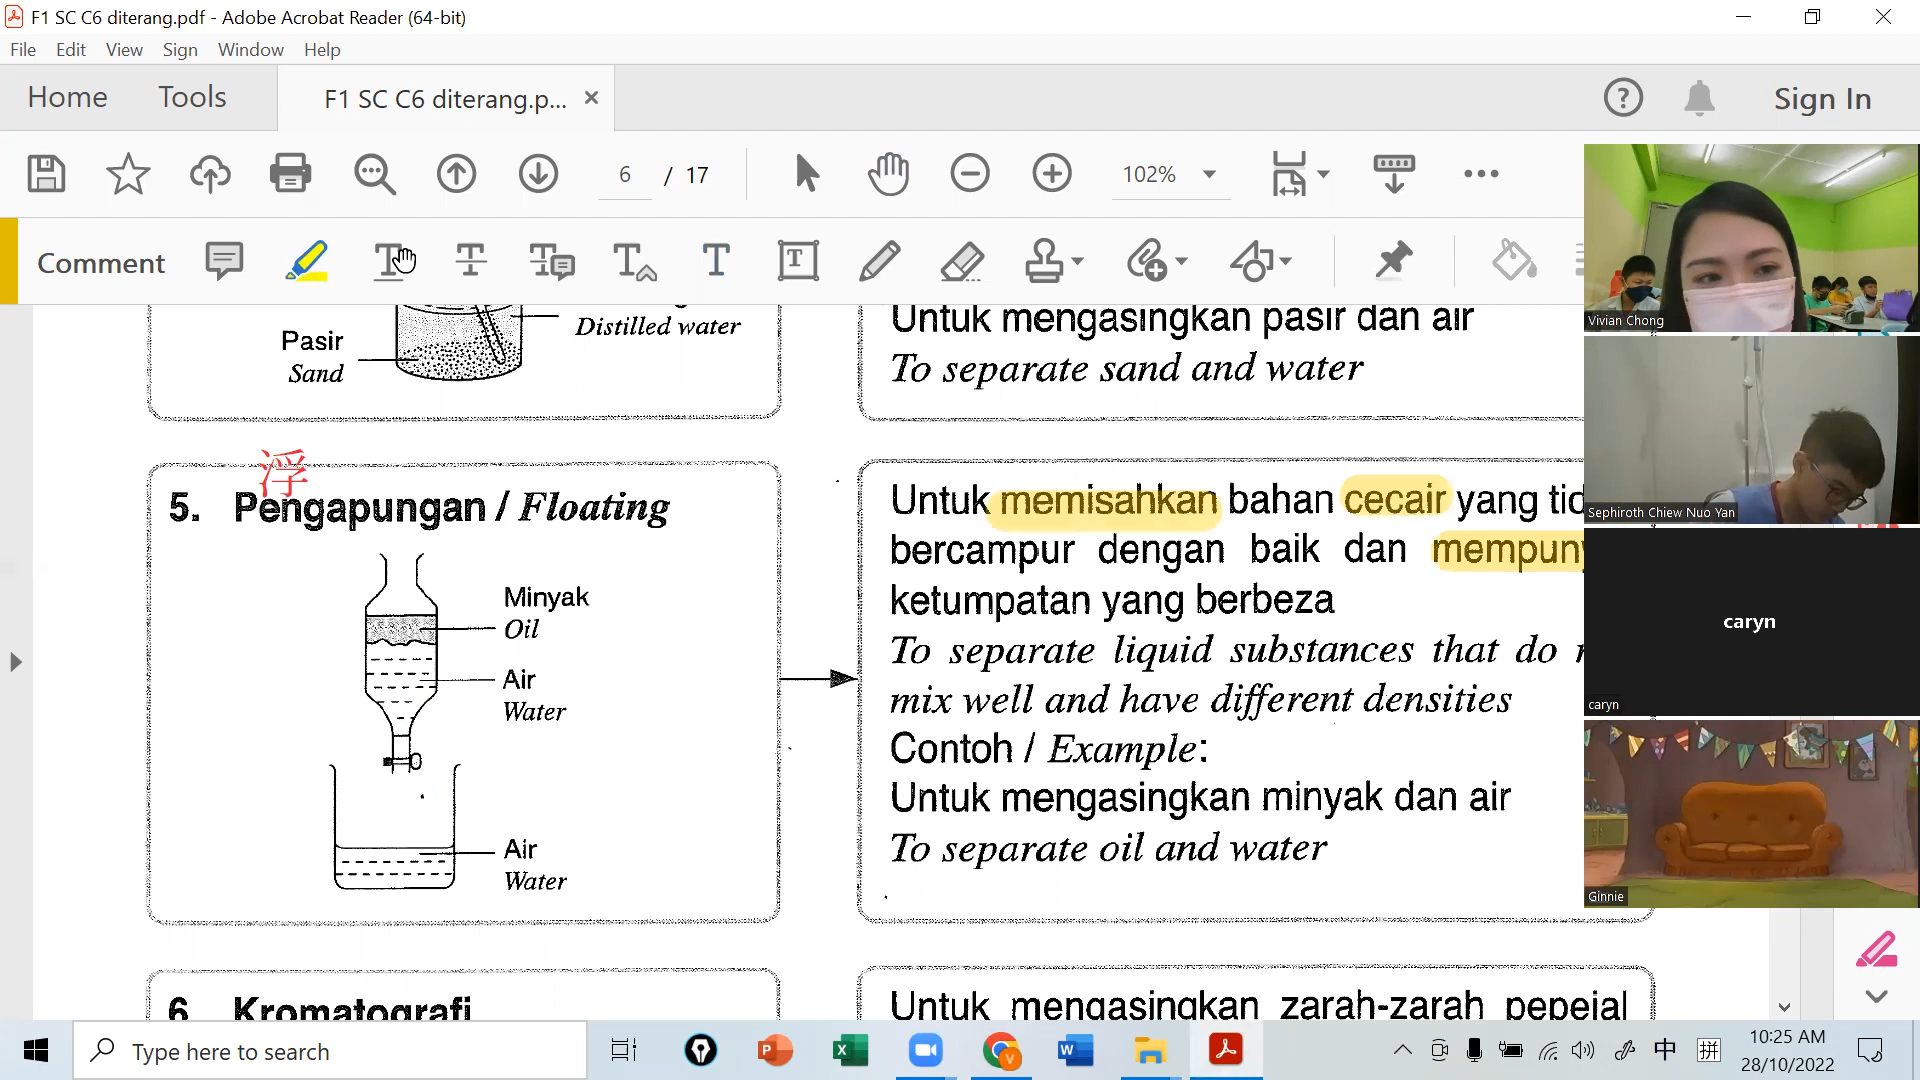 F1 SC C6 diterang.pdf - Adobe Acrobat Reader (64-bit)
File Edit View Sign Window Help
Home Tools F1 SC C6 diterang.p... Sign In
6 / 17 102%
Comment
Vivian Chong
Sephiroth Chiew Nuo Yan
caryn
caryn
Ginnie
Pasir
Sand
Distilled water
Untuk mengasingkan pasir dan air
To separate sand and water
浮
5. Pengapungan / Floating
Minyak
Oil
Air
Water
Air
Water
Untuk memisahkan bahan cecair yang tid
bercampur dengan baik dan mempuny
ketumpatan yang berbeza
To separate liquid substances that do
mix well and have different densities
Contoh / Example:
Untuk mengasingkan minyak dan air
To separate oil and water
6 Kromatografi
Untuk mengasingkan zarah-zarah pepejal
Type here to search
中 拼
10:25 AM
28/10/2022